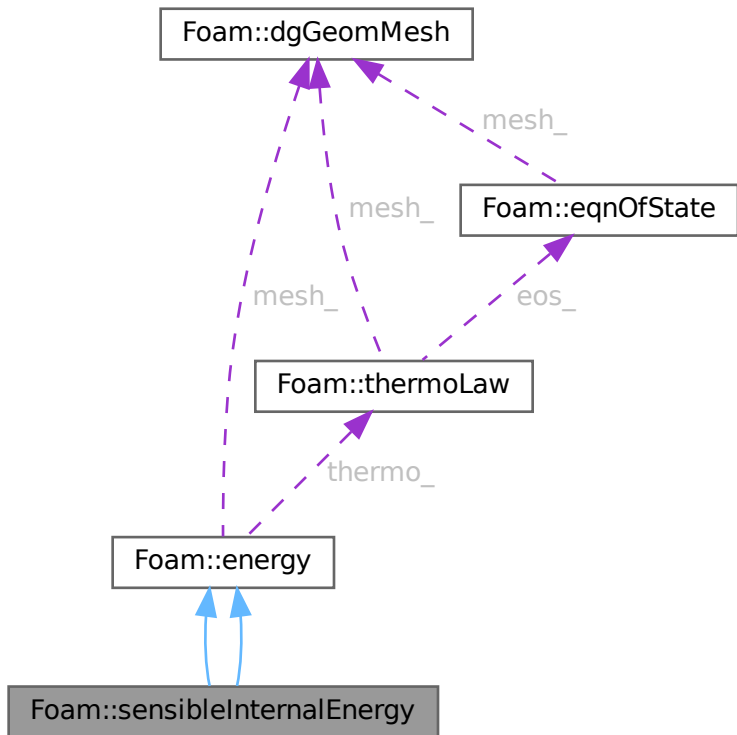 Foam::dgGeomMesh
mesh_
Foam::eqnOfState
mesh_
mesh_
eos_
Foam::thermoLaw
thermo_
Foam::energy
Foam::sensibleInternalEnergy